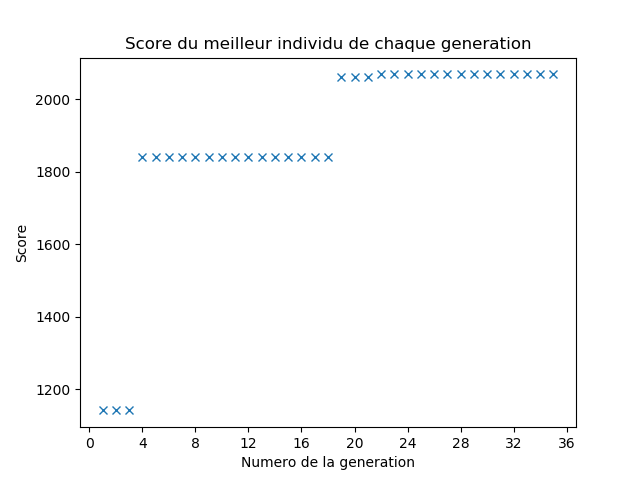 Score du meilleur individu de chaque generation
2000
1800
1600
1400
1200
Score
0 4 8 12 16 20 24 28 32 36
Numero de la generation